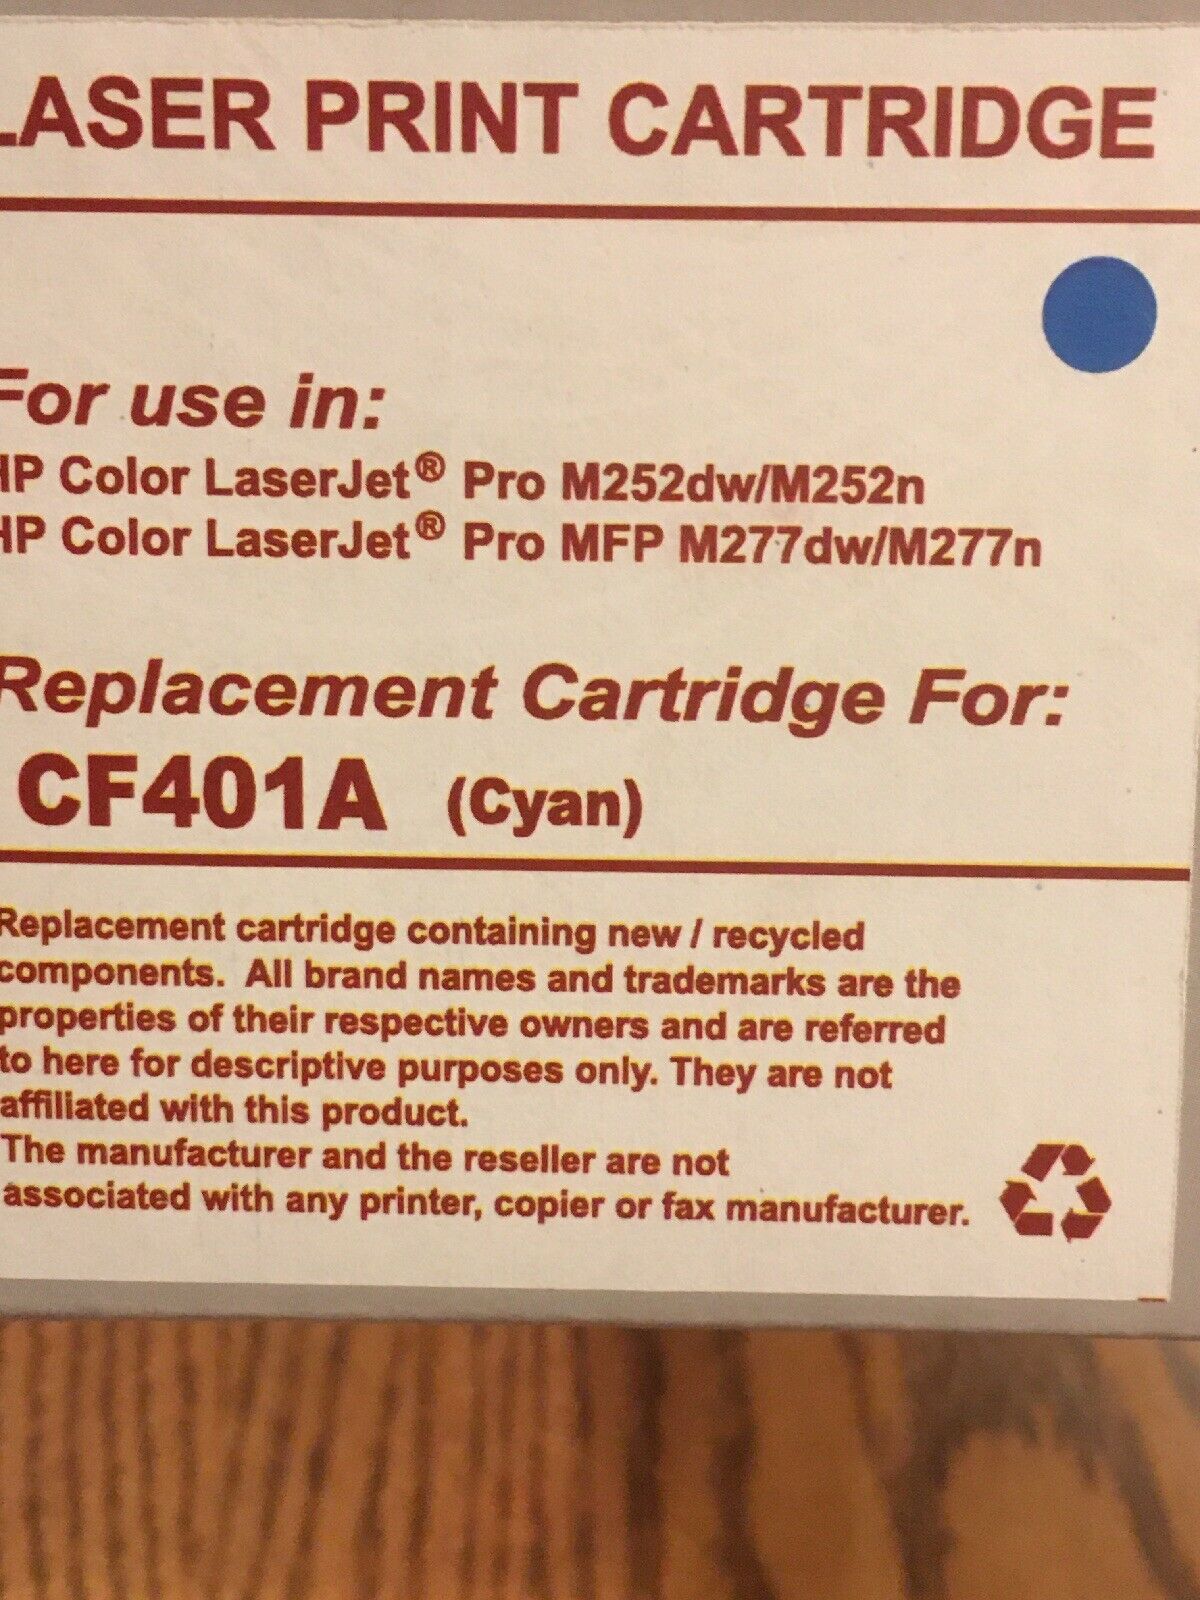 LASER PRINT CARTRIDGE
For use in:
HP Color LaserJet® Pro M252dw/M252n
HP Color LaserJet® Pro MFP M277dw/M277n
Replacement Cartridge For:
CF401A (Cyan)
Replacement cartridge containing new / recycled
components. All brand names and trademarks are the
properties of their respective owners and are referred
to here for descriptive purposes only. They are not
affiliated with this product.
The manufacturer and the reseller are not
associated with any printer, copier or fax manufacturer.